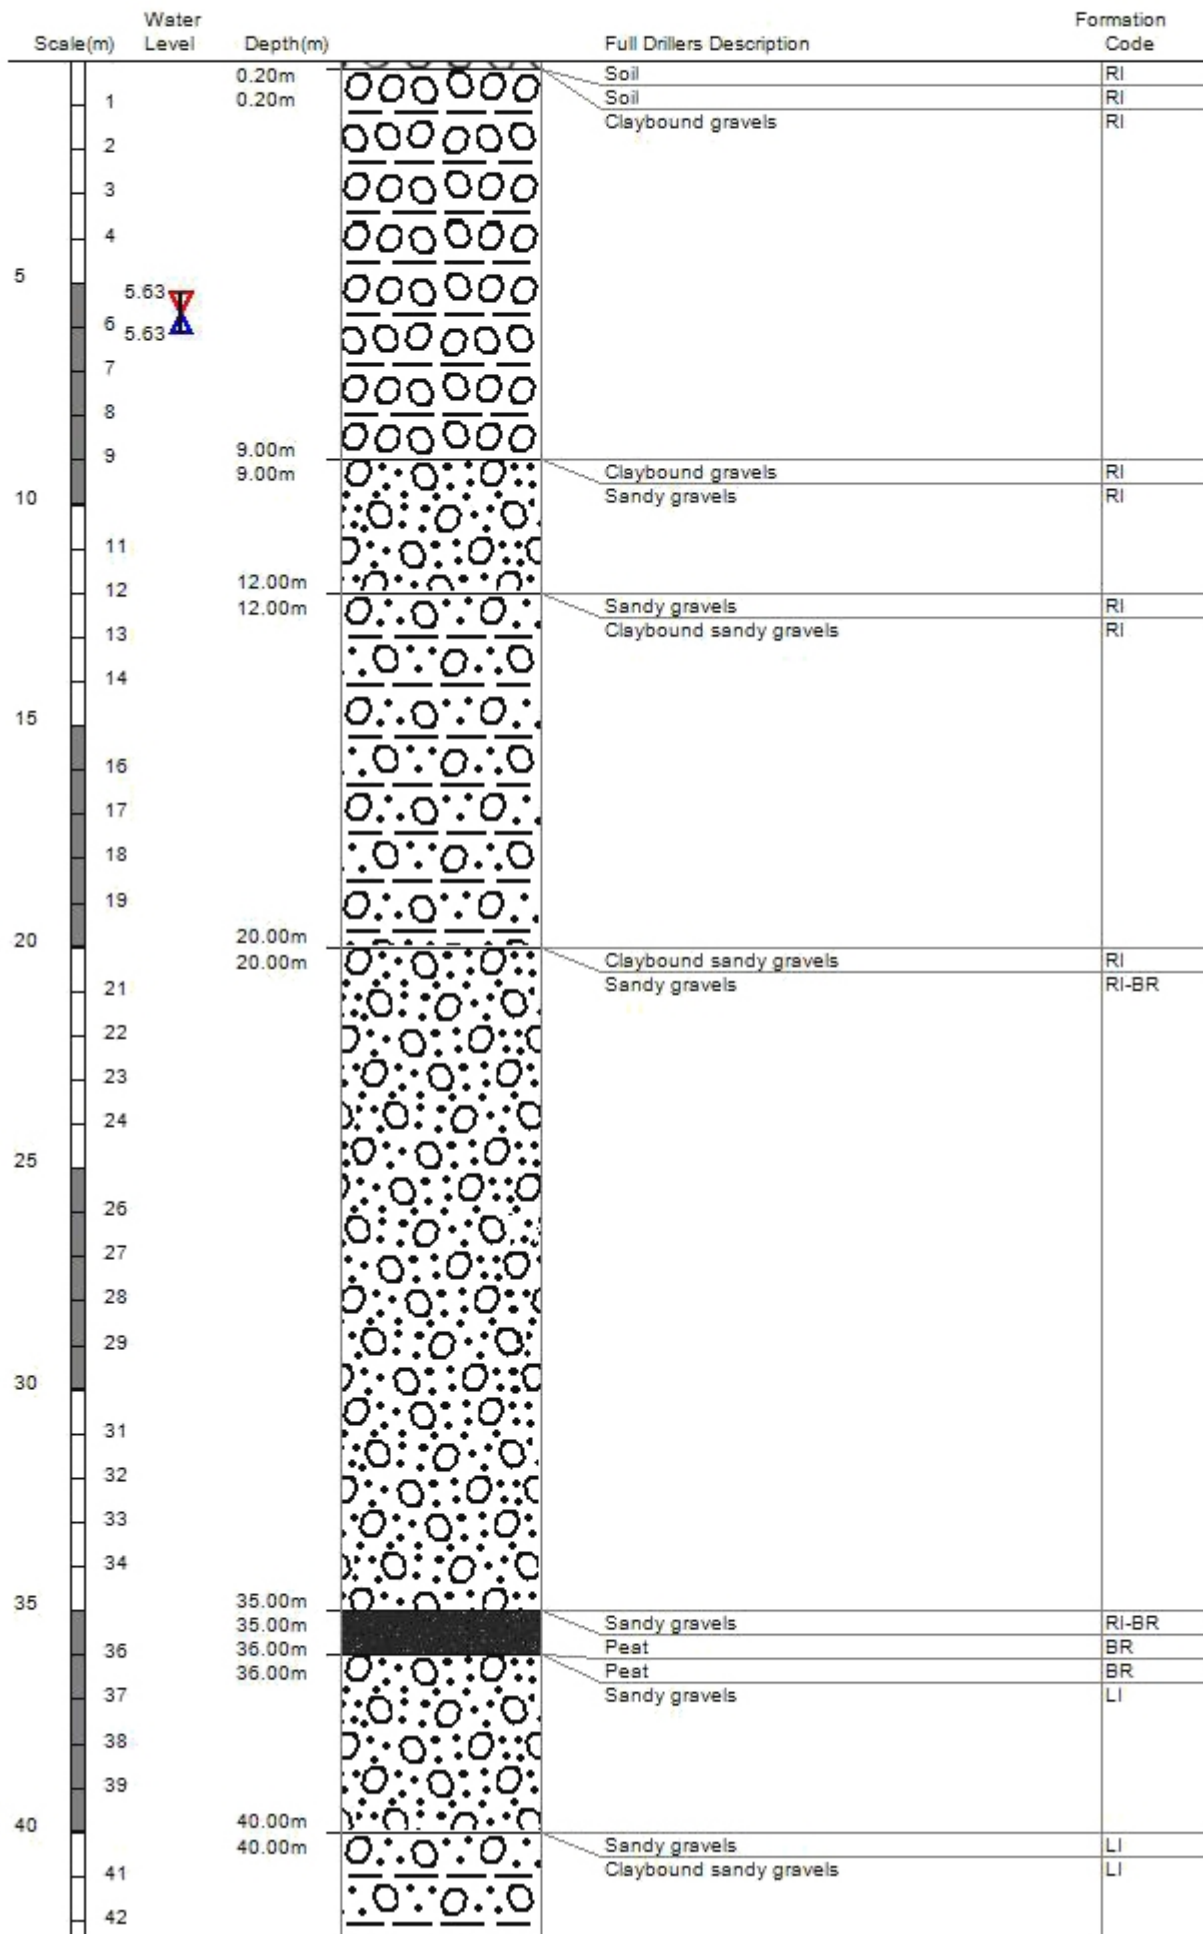 Water Formation
Scale(m) Level Depth(m) Full Drillers Description Code
0.20m Soil RI
1 0.20m Soil RI
Claybound gravels RI
2
3
4
5
5.63
6 5.63
7
8
9 9.00m
9.00m Claybound gravels RI
10 Sandy gravels RI
11
12 12.00m
12.00m Sandy gravels RI
13 Claybound sandy gravels RI
14
15
16
17
18
19
20 20.00m
20.00m Claybound sandy gravels RI
21 Sandy gravels RI-BR
22
23
24
25
26
27
28
29
30
31
32
33
34
35 35.00m
35.00m Sandy gravels RI-BR
36 36.00m Peat BR
36.00m Peat BR
37 Sandy gravels LI
38
39
40 40.00m
40.00m Sandy gravels LI
41 Claybound sandy gravels LI
42